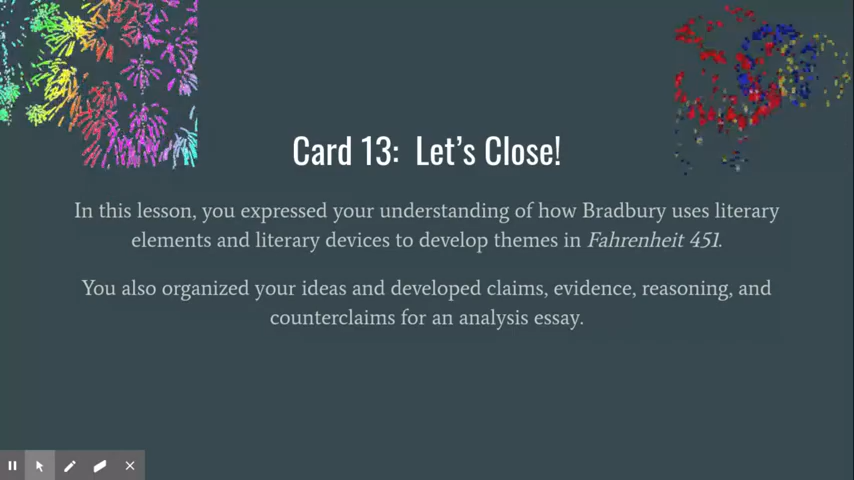 Card 13: Let's Close!
In this lesson, you expressed your understanding of how Bradbury uses literary
elements and literary devices to develop themes in Fahrenheit 451.
You also organized your ideas and developed claims, evidence, reasoning, and
counterclaims for an analysis essay.